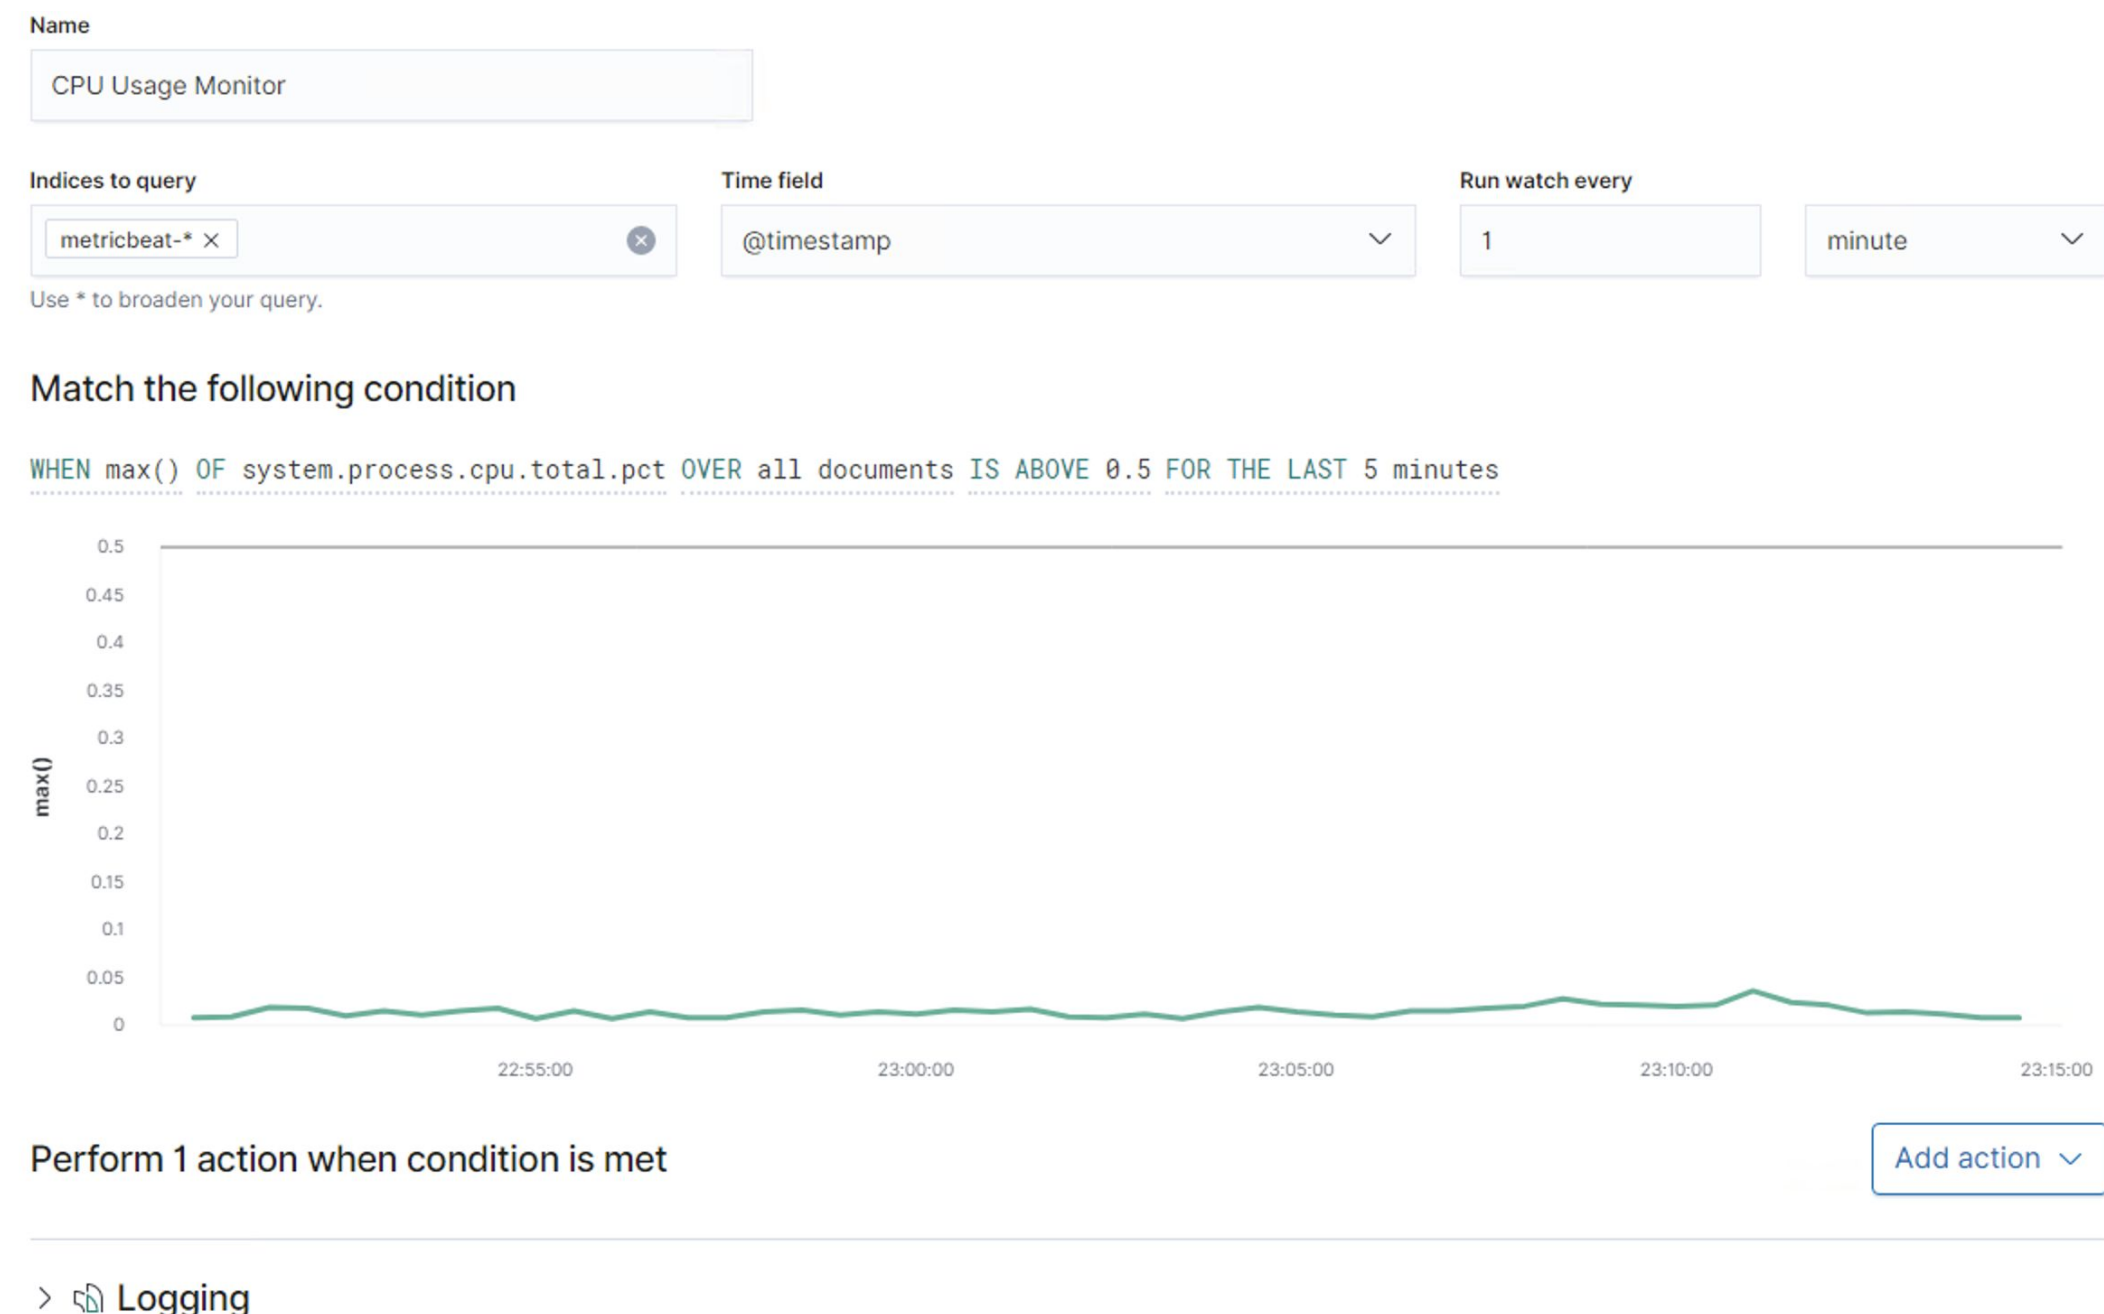 Name
CPU Usage Monitor
Indices to query
Time field
Run watch every
metricbeat-*
@timestamp
1
minute
Use * to broaden your query.
Match the following condition
WHEN max() OF system.process.cpu.total.pct OVER all documents IS ABOVE 0.5 FOR THE LAST 5 minutes
0.5
0.45
0.4
0.35
0.3
0.25
0.2
0.15
0.1
0.05
0
max()
22:55:00
23:00:00
23:05:00
23:10:00
23:15:00
Perform 1 action when condition is met
Add action
Logging